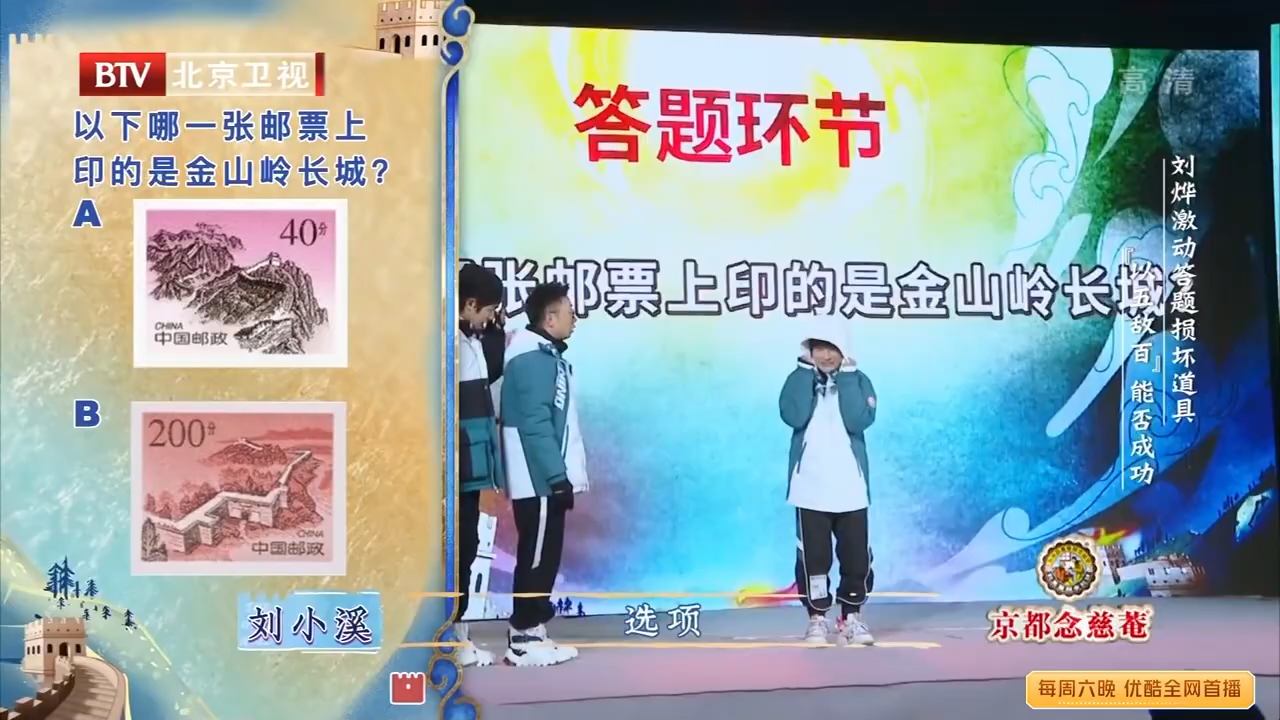 BTV 北京卫视
以下哪一张邮票上
印的是金山岭长城?
A
40分
CHINA
中国邮政
B
200分
CHINA
中国邮政
答题环节
张邮票上印的是金山岭长城
高清
刘烨激动答题损坏道具
『以五敌百』能否成功
刘小溪
选项
京都念慈菴
每周六晚 优酷全网首播